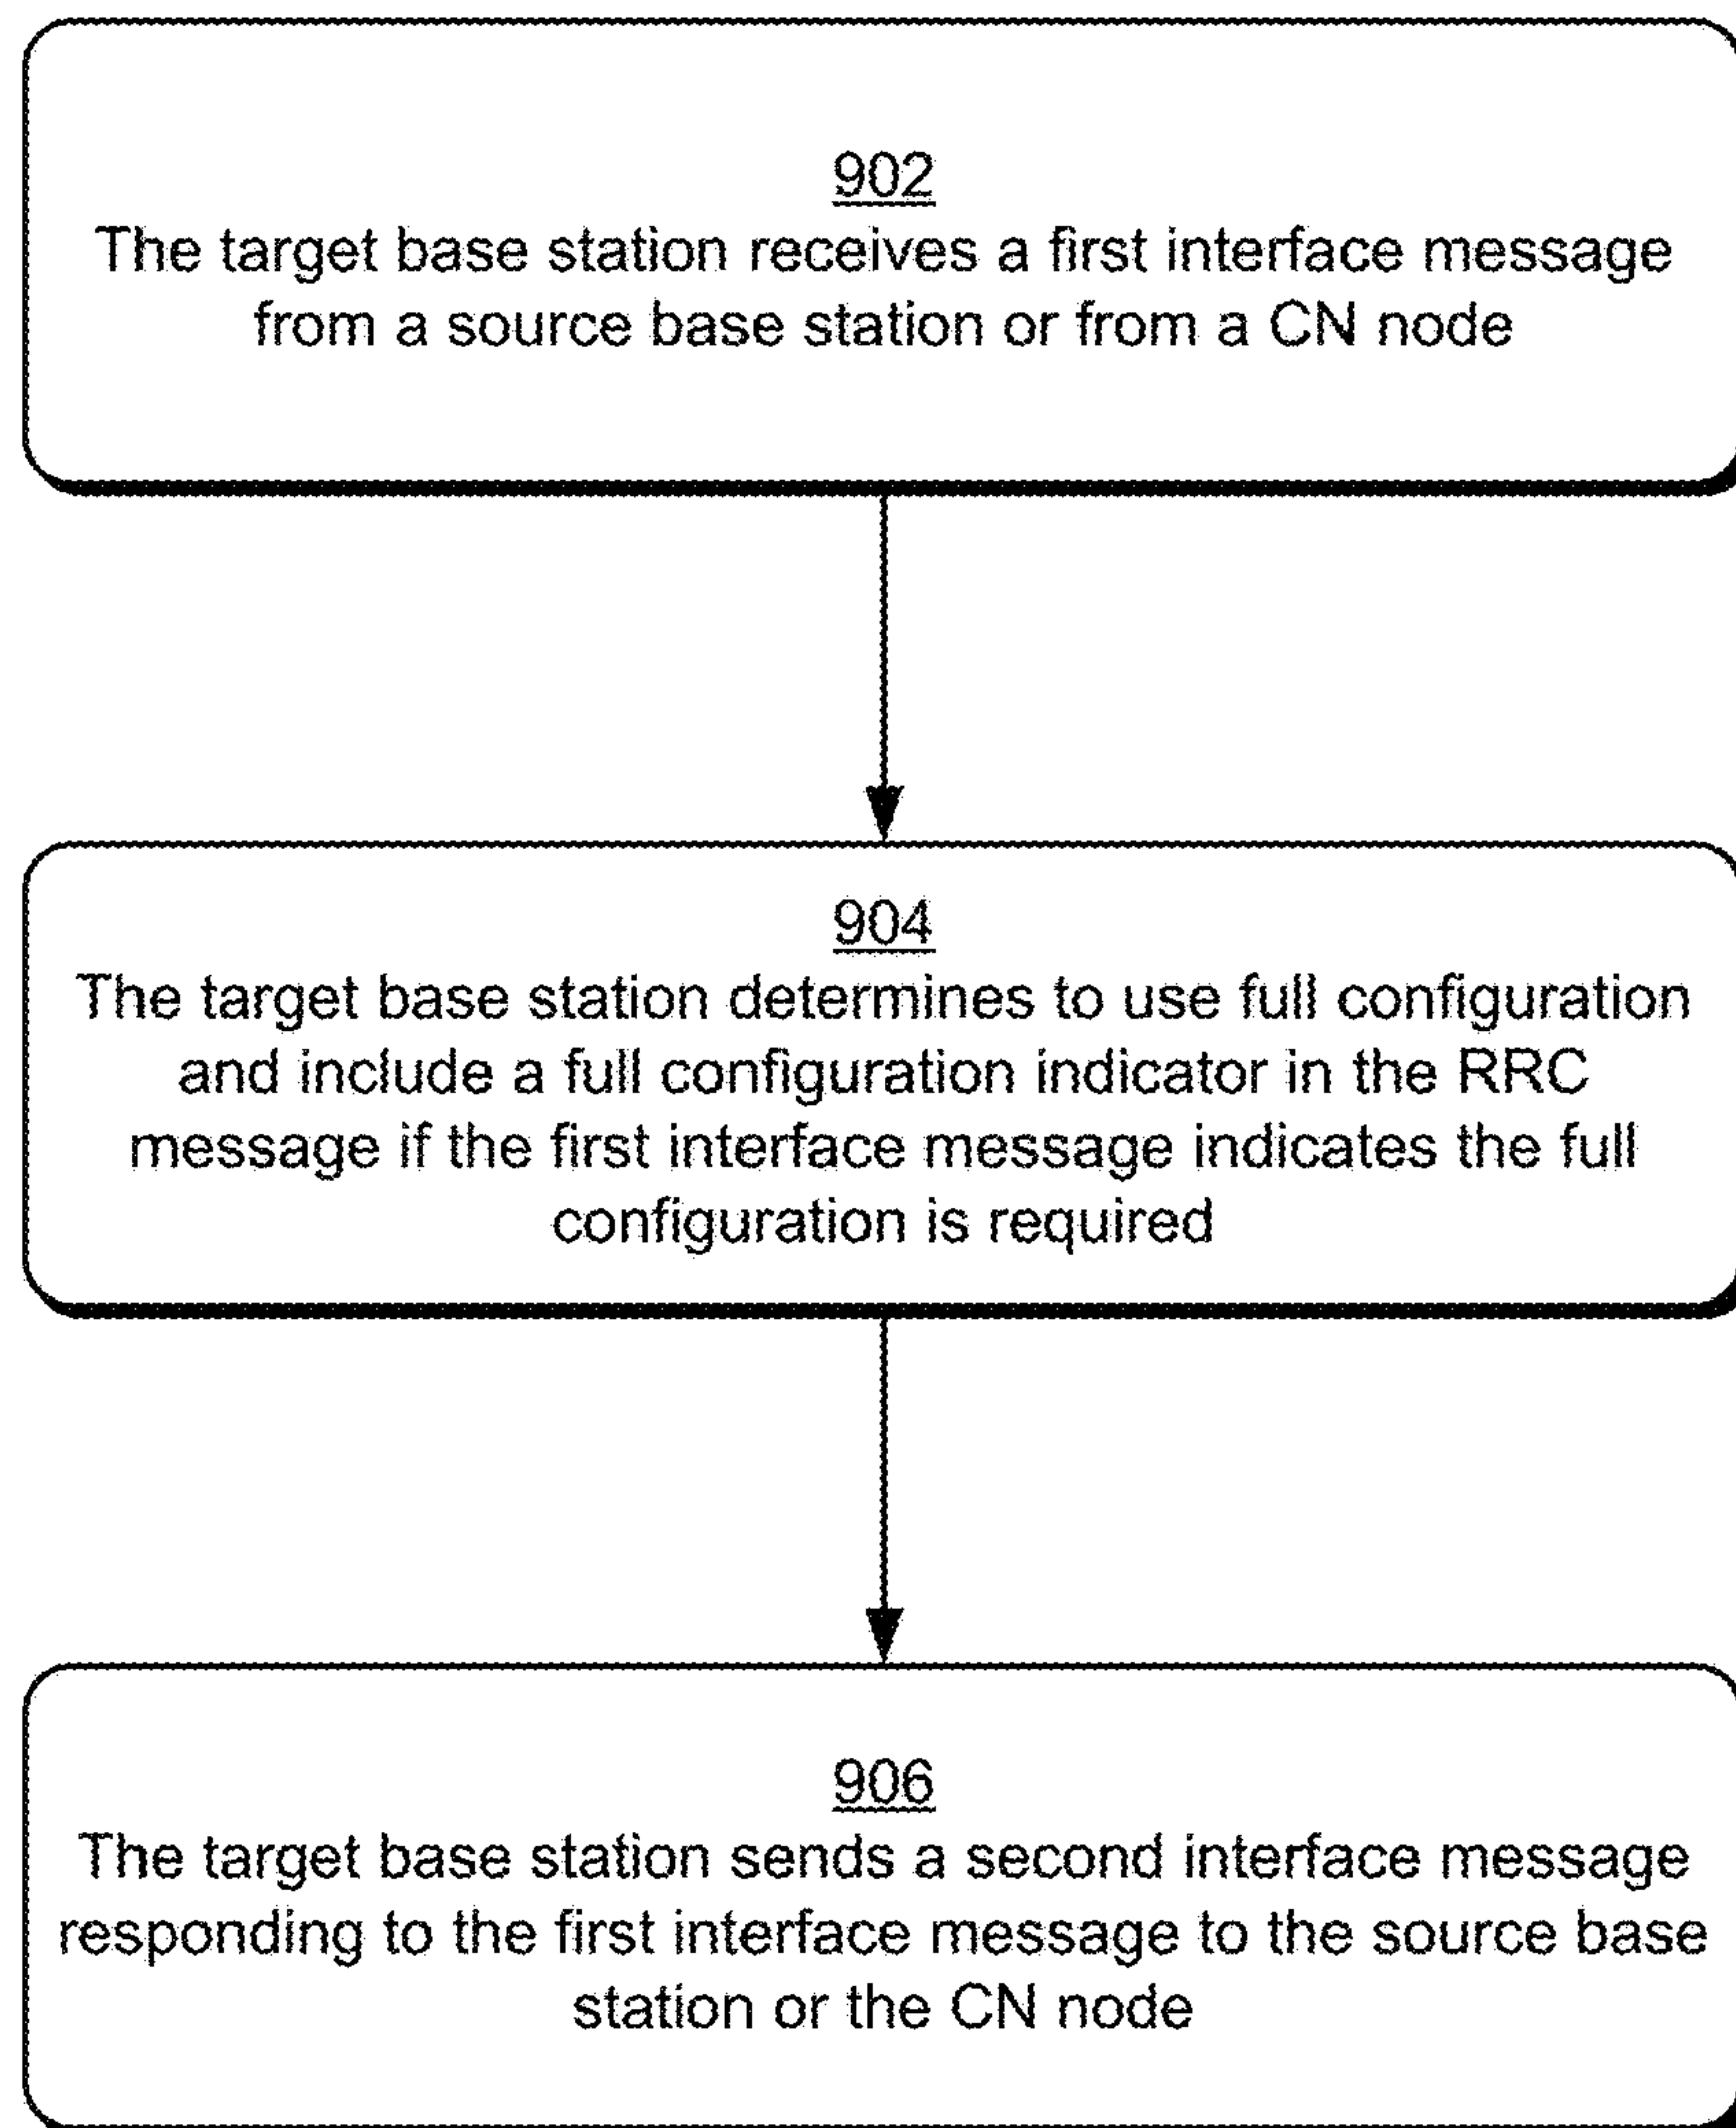 902
The target base station receives a first interface message
from a source base station or from a CN node
904
The target base station determines to use full configuration
and include a full configuration indicator in the RRC
message if the first interface message indicates the full
configuration is required
906
The target base station sends a second interface message
responding to the first interface message to the source base
station or the CN node